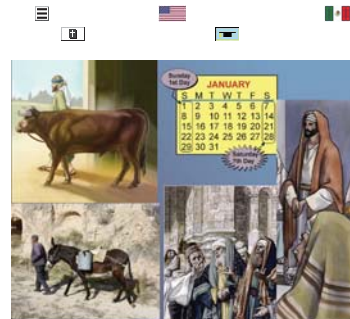 Sunday
1st Day
JANUARY
S M T W T F S
1 2 3 4 5 6 7
8 9 10 11 12 13 14
15 16 17 18 19 20 21
22 23 24 25 26 27 28
29 30 31
Saturday
7th Day